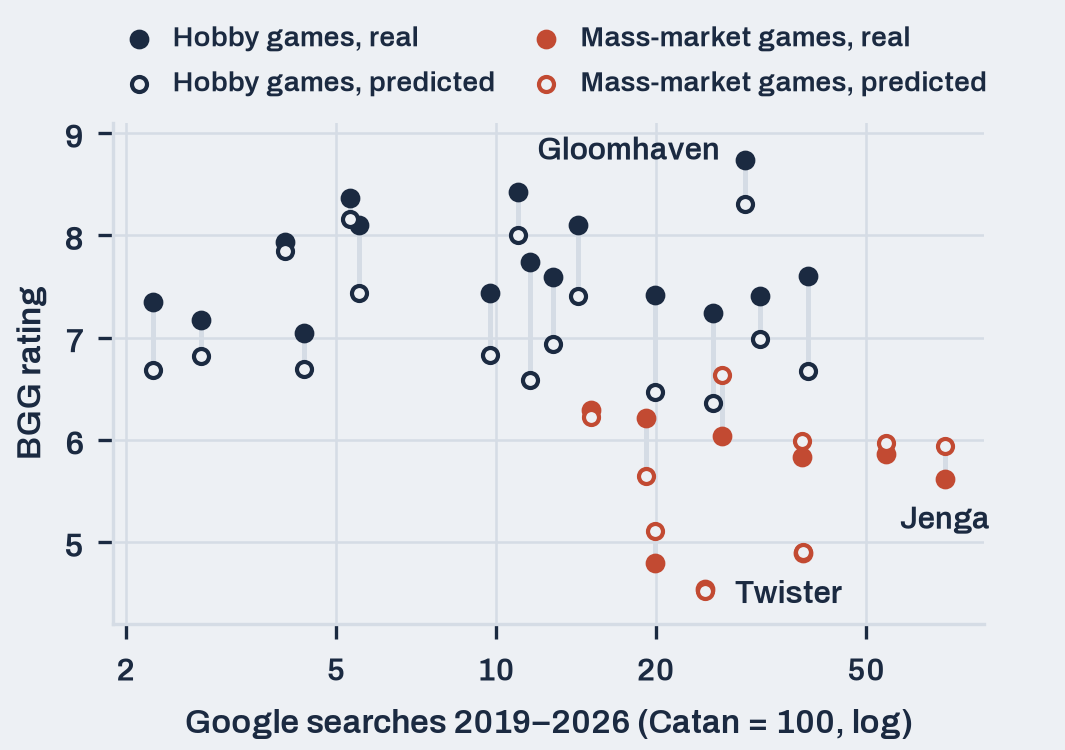 Hobby games, real
Mass-market games, real
Hobby games, predicted
Mass-market games, predicted
9
Gloomhaven
8
7
6
5
BGG rating
Jenga
Twister
2
5
10
20
50
Google searches 2019–2026 (Catan = 100, log)